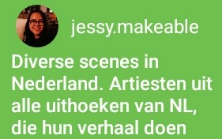 jessy.makeable
Diverse scenes in
Nederland. Artiesten uit
alle uithoeken van NL,
die hun verhaal doen